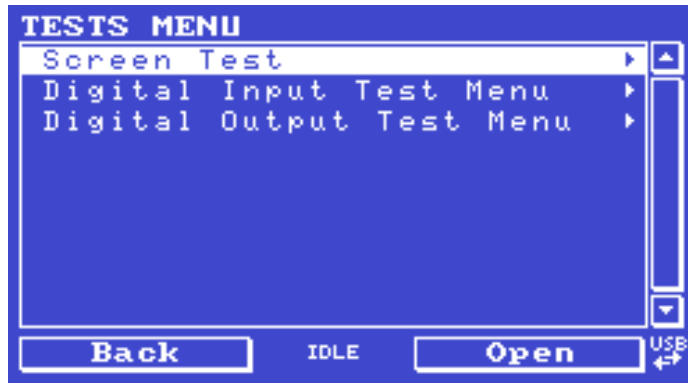 TESTS MENU
Screen Test
Digital Input Test Menu
Digital Output Test Menu
Back IDLE Open USB